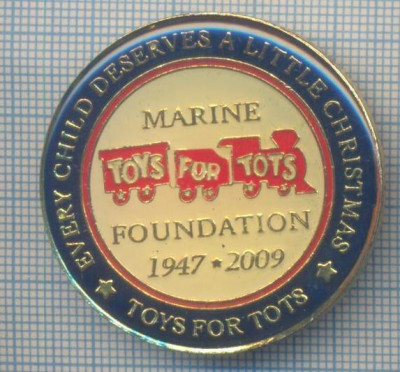 EVERY CHILD DESERVES A LITTLE CHRISTMAS
MARINE
TOYS FOR TOTS
FOUNDATION
1947 ★ 2009
★ TOYS FOR TOTS ★